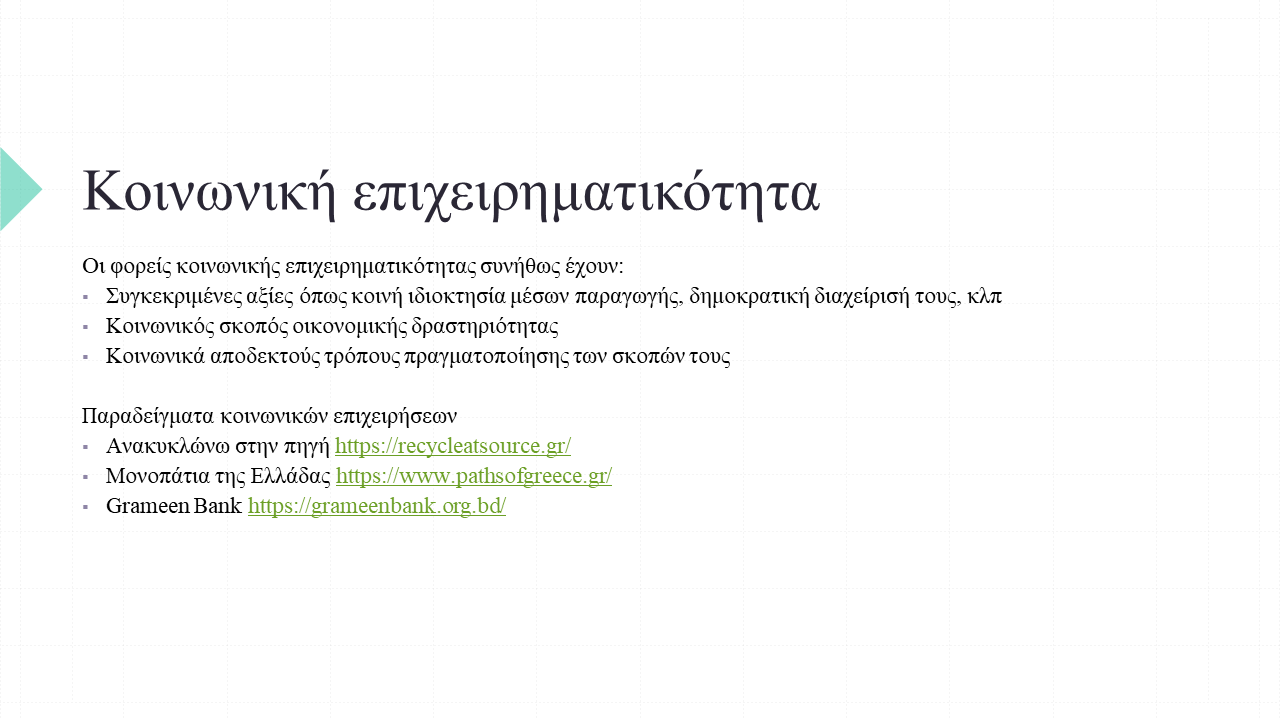 Κοινωνική επιχειρηματικότητα
Οι φορείς κοινωνικής επιχειρηματικότητας συνήθως έχουν:
▪ Συγκεκριμένες αξίες όπως κοινή ιδιοκτησία μέσων παραγωγής, δημοκρατική διαχείρισή τους, κλπ
▪ Κοινωνικός σκοπός οικονομικής δραστηριότητας
▪ Κοινωνικά αποδεκτούς τρόπους πραγματοποίησης των σκοπών τους
Παραδείγματα κοινωνικών επιχειρήσεων
▪ Ανακυκλώνω στην πηγή https://recycleatsource.gr/
▪ Μονοπάτια της Ελλάδας https://www.pathsofgreece.gr/
▪ Grameen Bank https://grameenbank.org.bd/